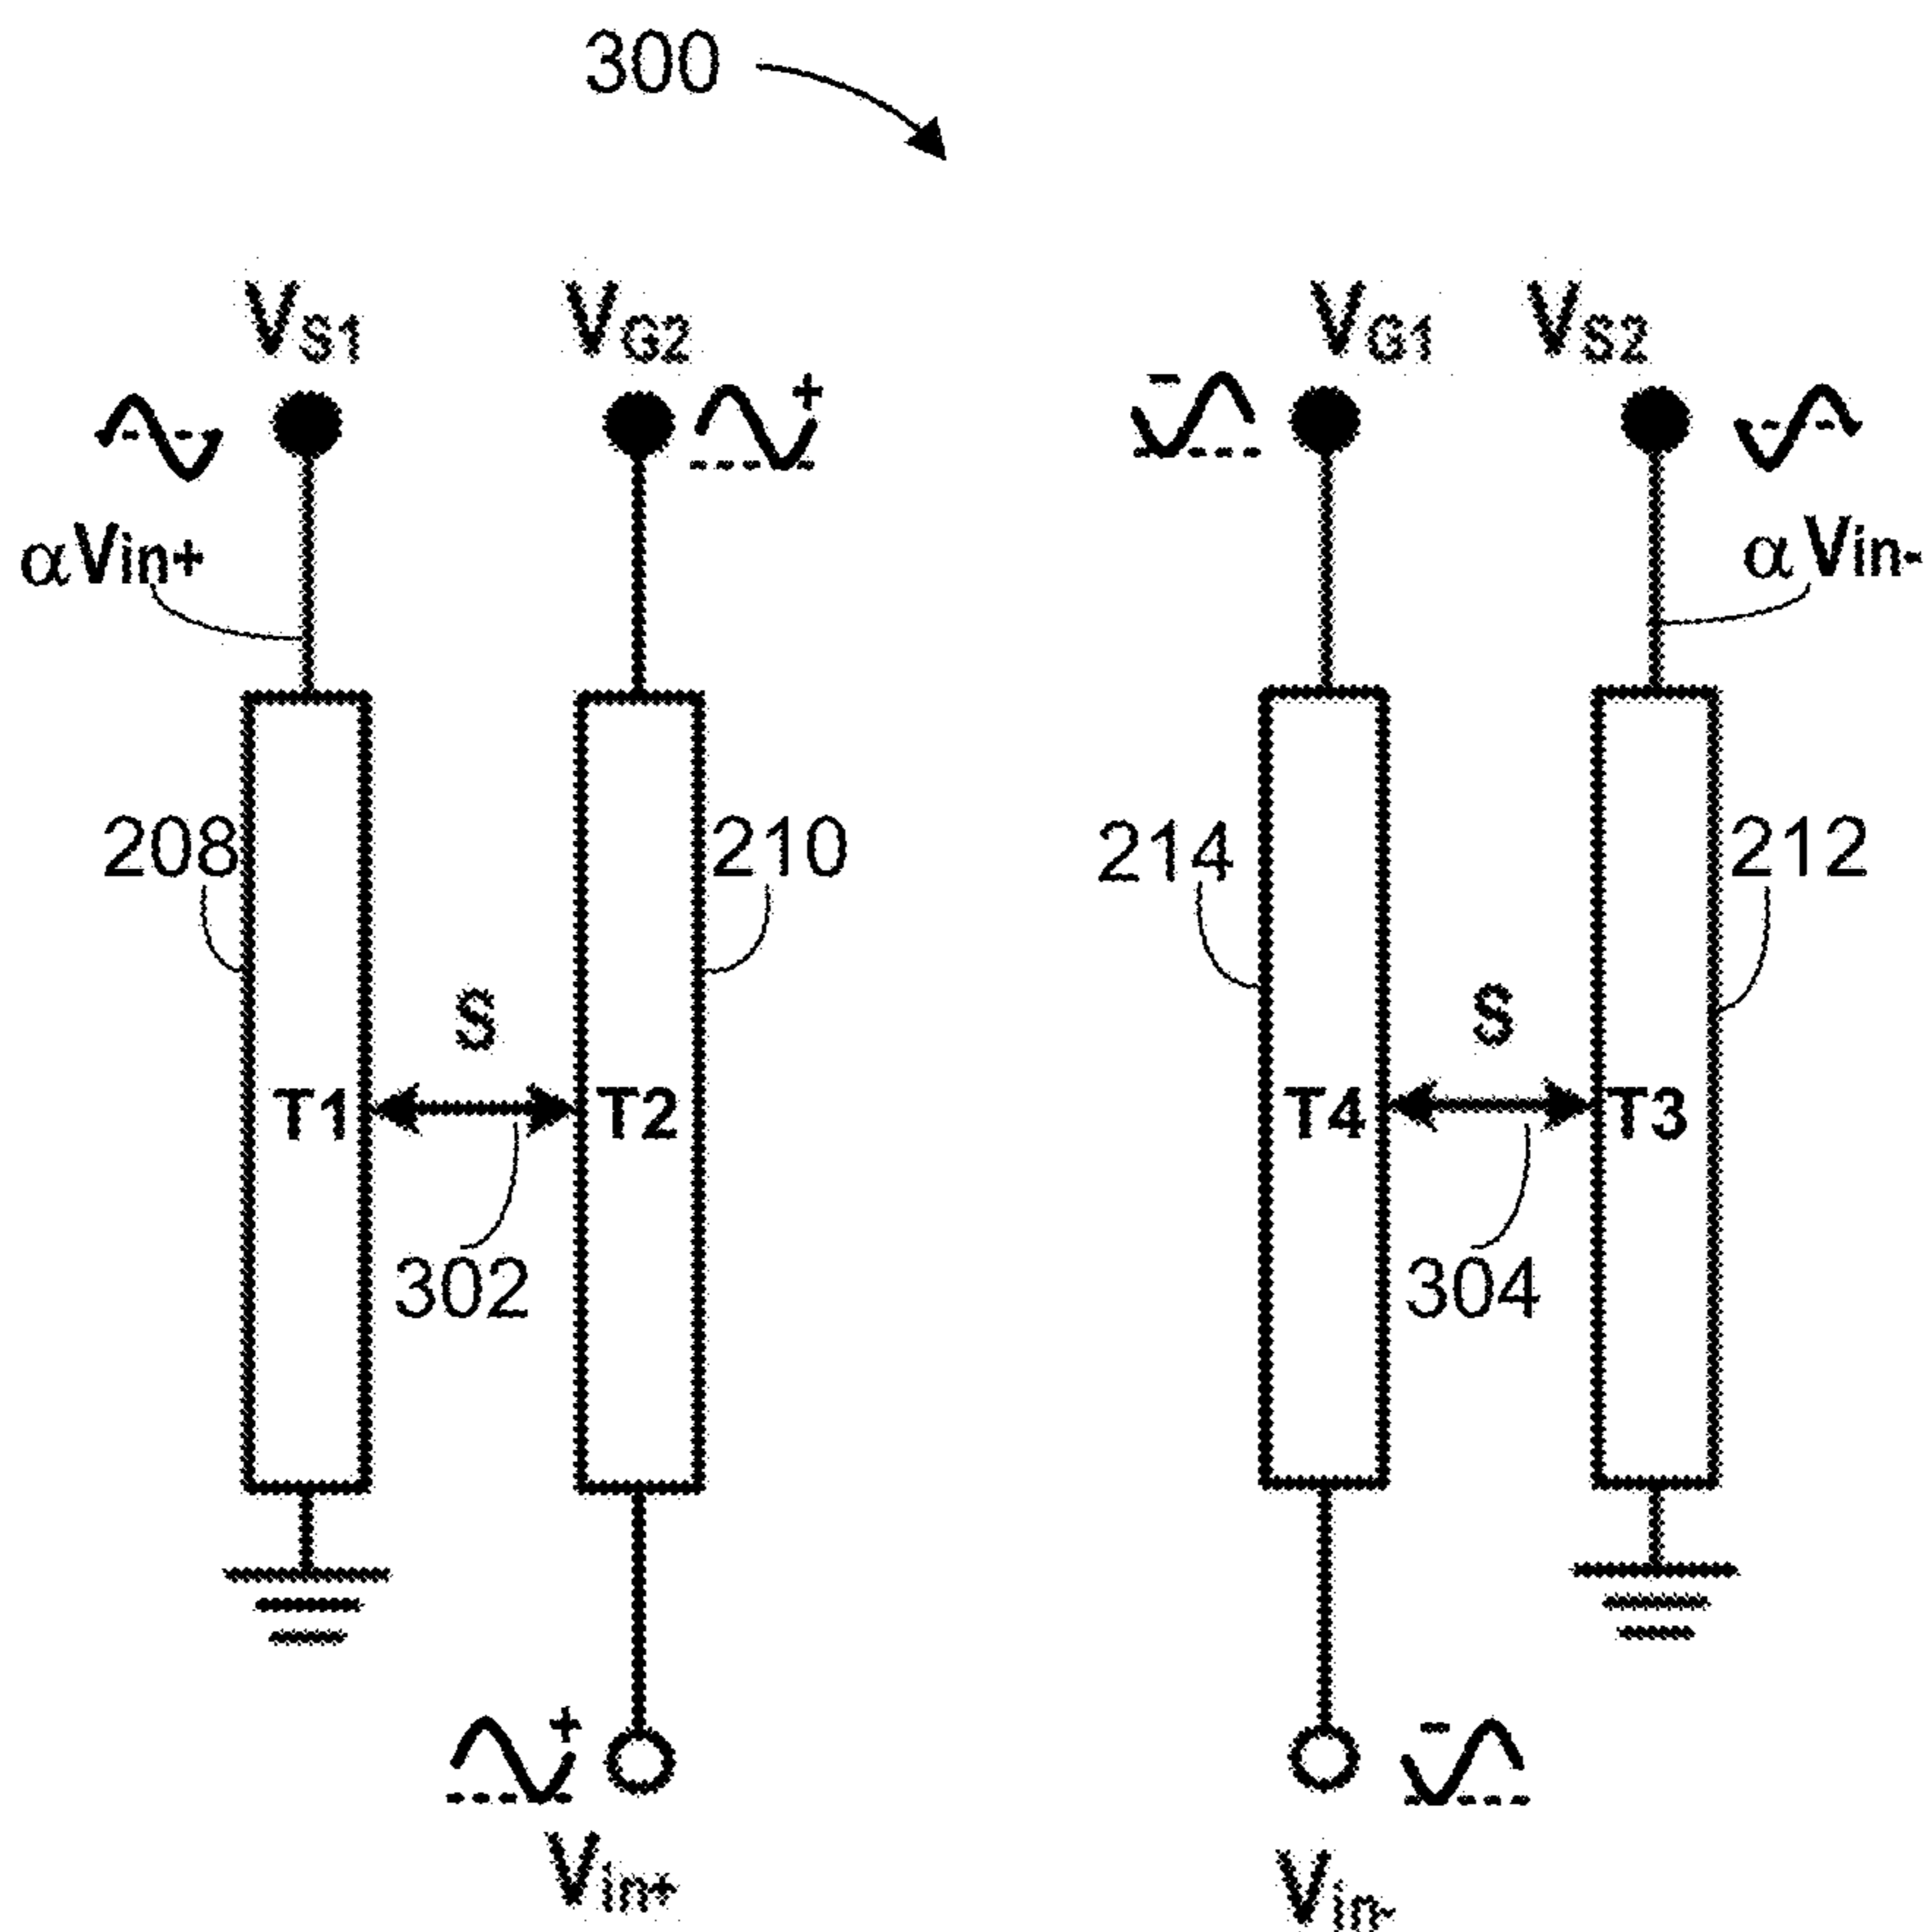 300
VS1 VG2 VG1 VS2
+ -
αVin+ αVin-
208 210 214 212
S S
T1 T2 T4 T3
302 304
+ -
Vin+ Vin-